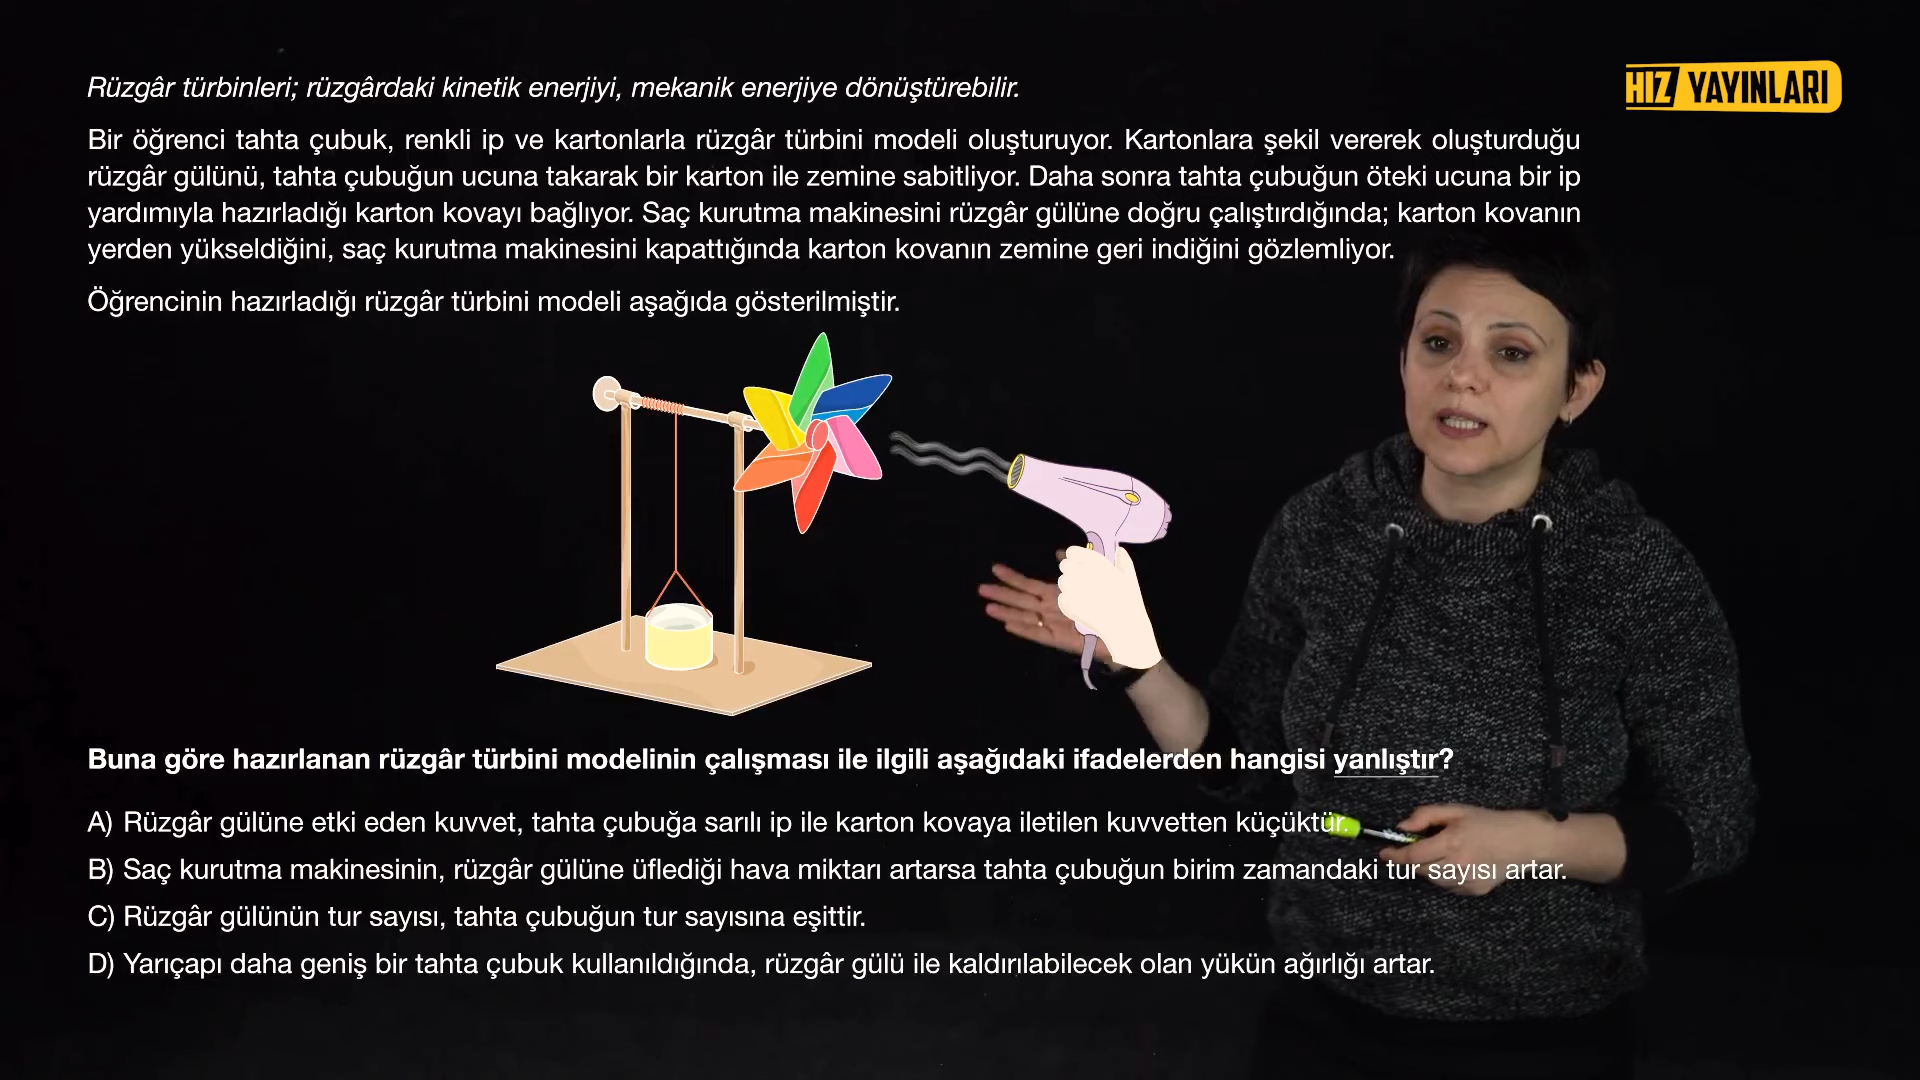 HIZ YAYINLARI
Rüzgâr türbinleri; rüzgârdaki kinetik enerjiyi, mekanik enerjiye dönüştürebilir.
Bir öğrenci tahta çubuk, renkli ip ve kartonlarla rüzgâr türbini modeli oluşturuyor. Kartonlara şekil vererek oluşturduğu
rüzgâr gülünü, tahta çubuğun ucuna takarak bir karton ile zemine sabitliyor. Daha sonra tahta çubuğun öteki ucuna bir ip
yardımıyla hazırladığı karton kovayı bağlıyor. Saç kurutma makinesini rüzgâr gülüne doğru çalıştırdığında; karton kovanın
yerden yükseldiğini, saç kurutma makinesini kapattığında karton kovanın zemine geri indiğini gözlemliyor.
Öğrencinin hazırladığı rüzgâr türbini modeli aşağıda gösterilmiştir.
Buna göre hazırlanan rüzgâr türbini modelinin çalışması ile ilgili aşağıdaki ifadelerden hangisi yanlıştır?
A) Rüzgâr gülüne etki eden kuvvet, tahta çubuğa sarılı ip ile karton kovaya iletilen kuvvetten küçüktür.
B) Saç kurutma makinesinin, rüzgâr gülüne üflediği hava miktarı artarsa tahta çubuğun birim zamandaki tur sayısı artar.
C) Rüzgâr gülünün tur sayısı, tahta çubuğun tur sayısına eşittir.
D) Yarıçapı daha geniş bir tahta çubuk kullanıldığında, rüzgâr gülü ile kaldırılabilecek olan yükün ağırlığı artar.